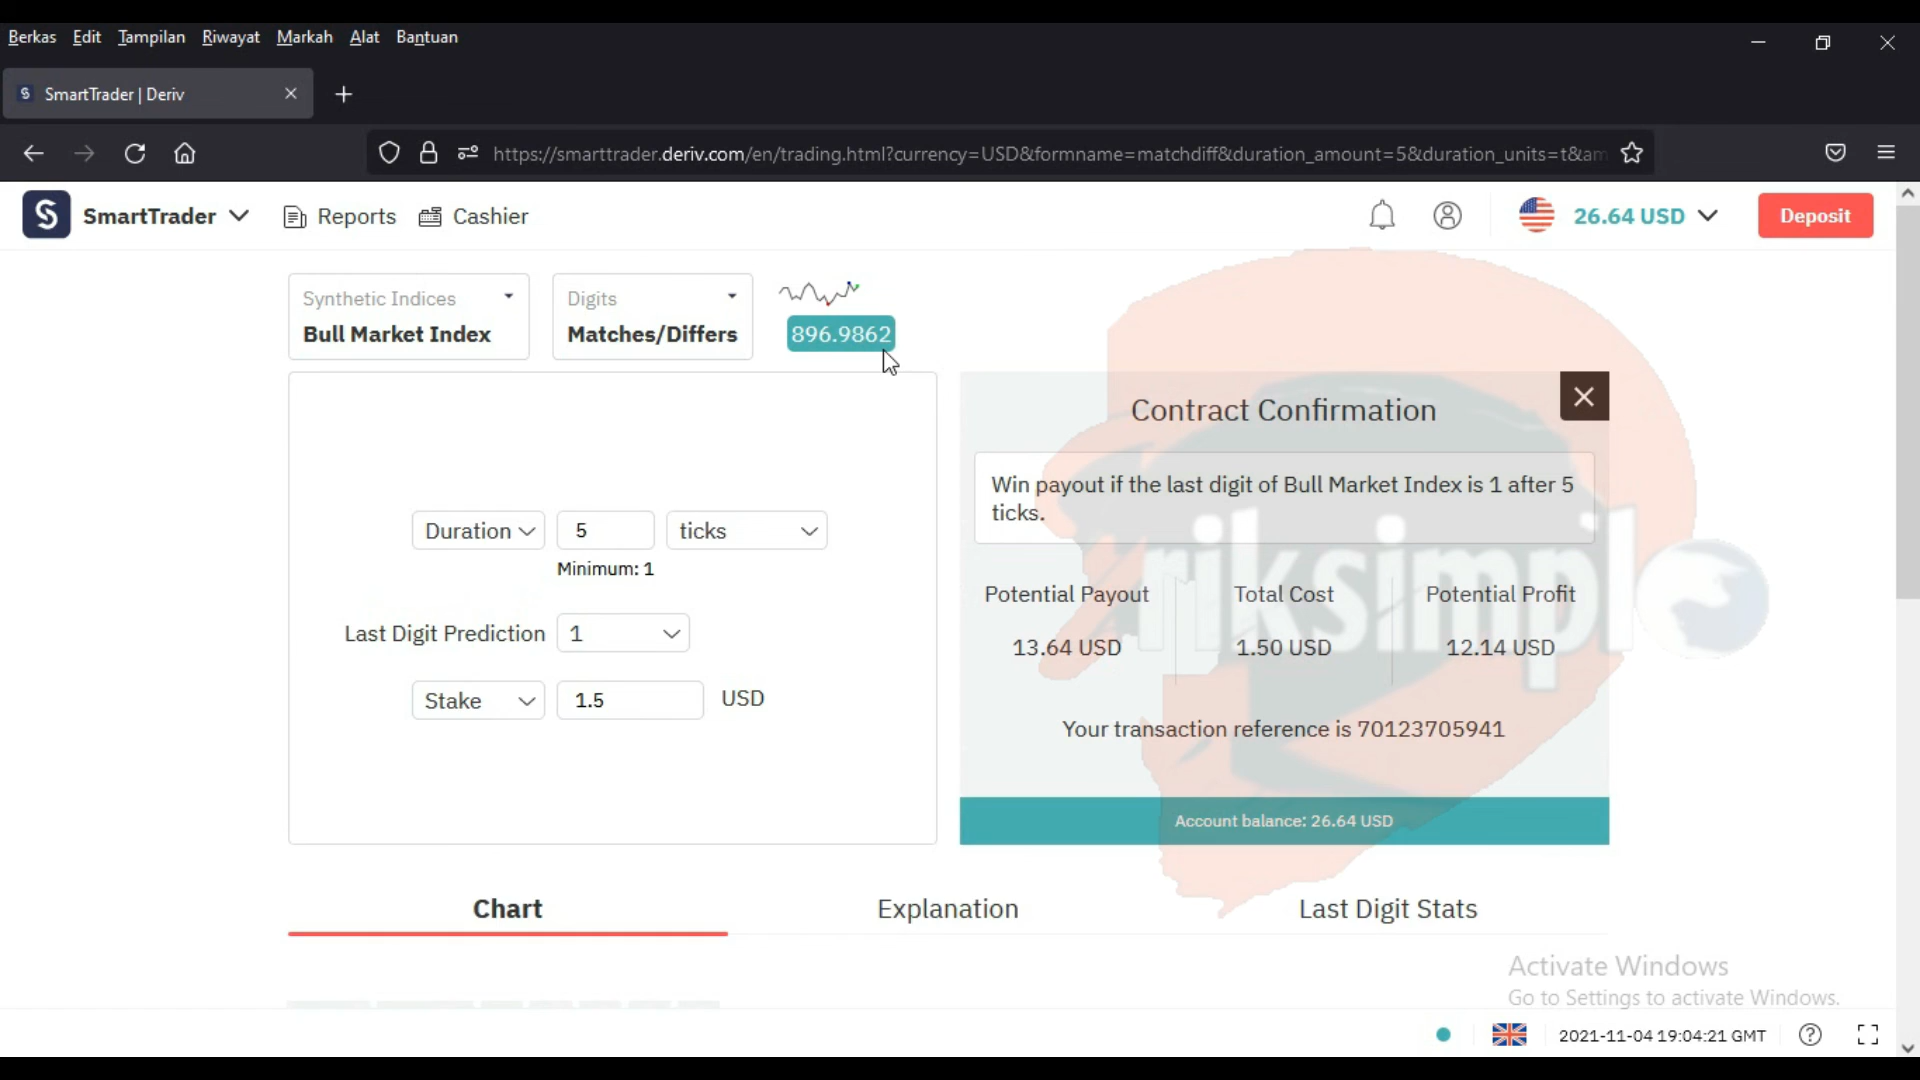 Berkas Edit Tampilan Riwayat Markah Alat Bantuan
SmartTrader | Deriv
https://smarttrader.deriv.com/en/trading.html?currency=USD&formname=matchdiff&duration_amount=5&duration_units=t&am
SmartTrader Reports Cashier 26.64 USD Deposit
Synthetic Indices
Bull Market Index
Digits
Matches/Differs
896.9862
Duration 5 ticks
Minimum: 1
Last Digit Prediction 1
Stake 1.5 USD
Contract Confirmation
Win payout if the last digit of Bull Market Index is 1 after 5
ticks.
Potential Payout Total Cost Potential Profit
13.64 USD 1.50 USD 12.14 USD
Your transaction reference is 70123705941
Account balance: 26.64 USD
riksimpl
Chart Explanation Last Digit Stats
Activate Windows
Go to Settings to activate Windows.
2021-11-04 19:04:21 GMT